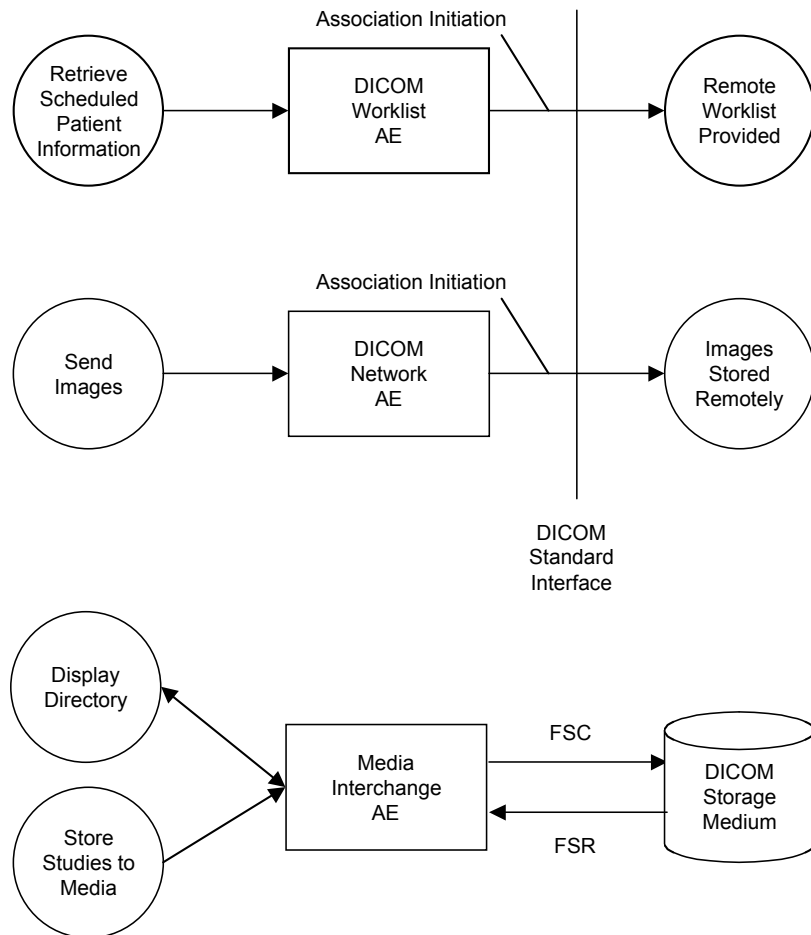 Association Initiation
Retrieve
Scheduled
Patient
Information
DICOM
Worklist
AE
Remote
Worklist
Provided
Association Initiation
Send
Images
DICOM
Network
AE
Images
Stored
Remotely
DICOM
Standard
Interface
Display
Directory
Store
Studies to
Media
Media
Interchange
AE
FSC
FSR
DICOM
Storage
Medium